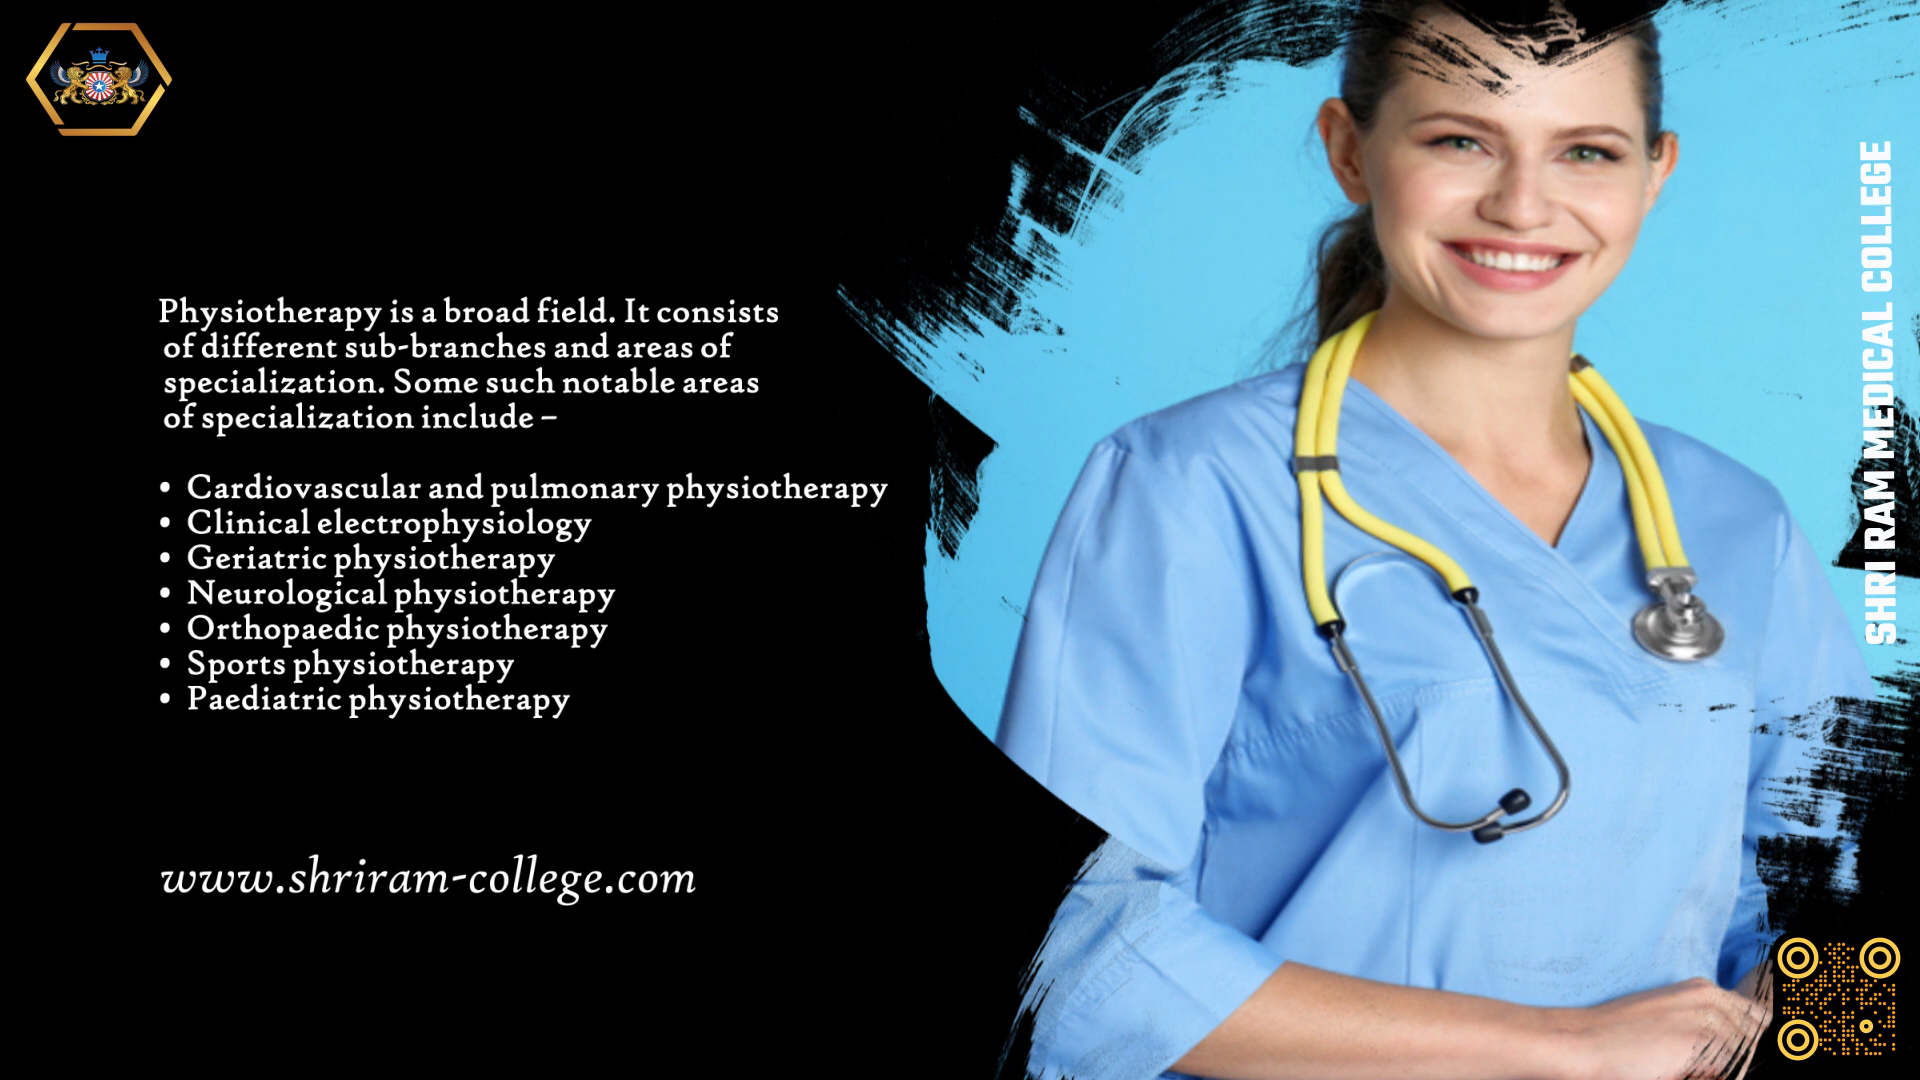 Physiotherapy is a broad field. It consists
of different sub-branches and areas of
specialization. Some such notable areas
of specialization include –
• Cardiovascular and pulmonary physiotherapy
• Clinical electrophysiology
• Geriatric physiotherapy
• Neurological physiotherapy
• Orthopaedic physiotherapy
• Sports physiotherapy
• Paediatric physiotherapy
www.shriram-college.com
SHRI RAM MEDICAL COLLEGE